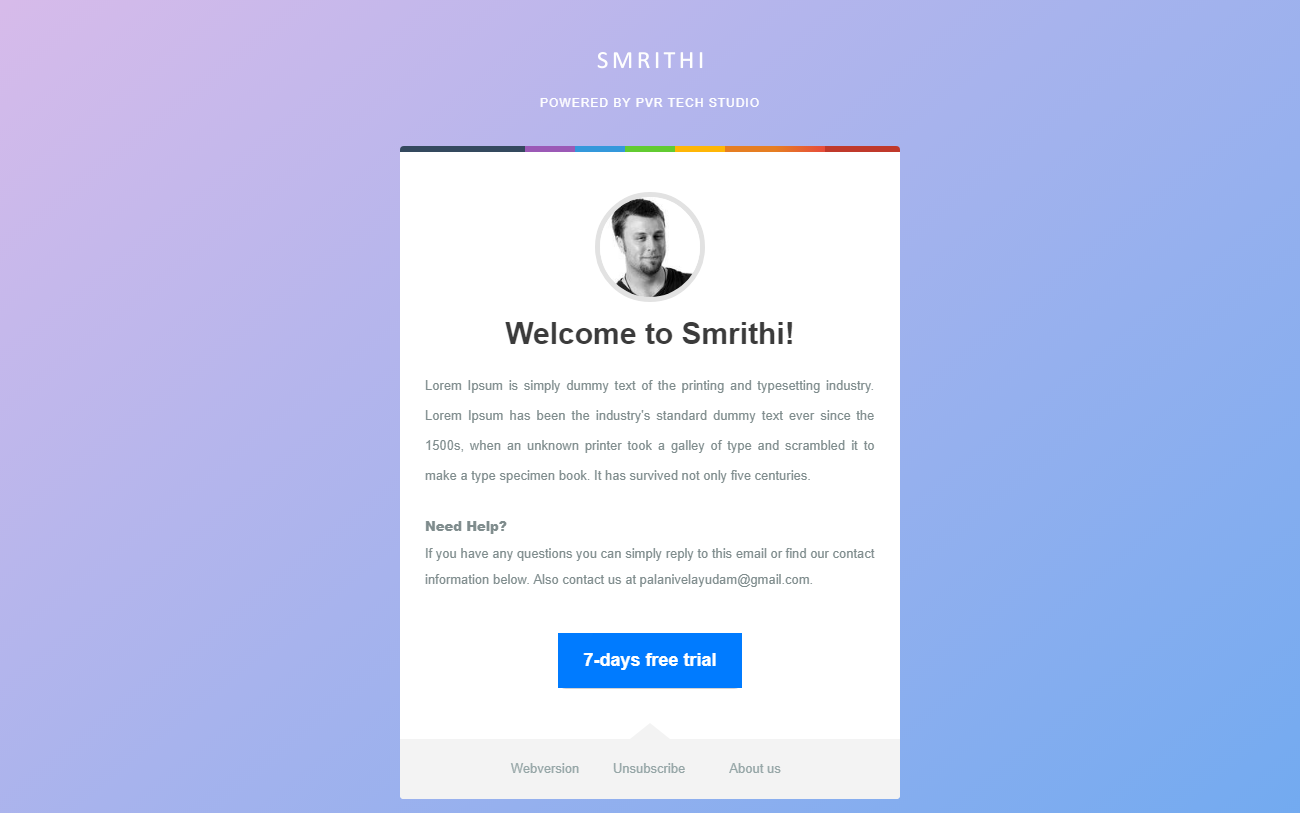 SMRITHI
POWERED BY PVR TECH STUDIO
Welcome to Smrithi!
Lorem Ipsum is simply dummy text of the printing and typesetting industry.
Lorem Ipsum has been the industry's standard dummy text ever since the
1500s, when an unknown printer took a galley of type and scrambled it to
make a type specimen book. It has survived not only five centuries.
Need Help?
If you have any questions you can simply reply to this email or find our contact
information below. Also contact us at palanivelayudam@gmail.com.
7-days free trial
Webversion Unsubscribe About us